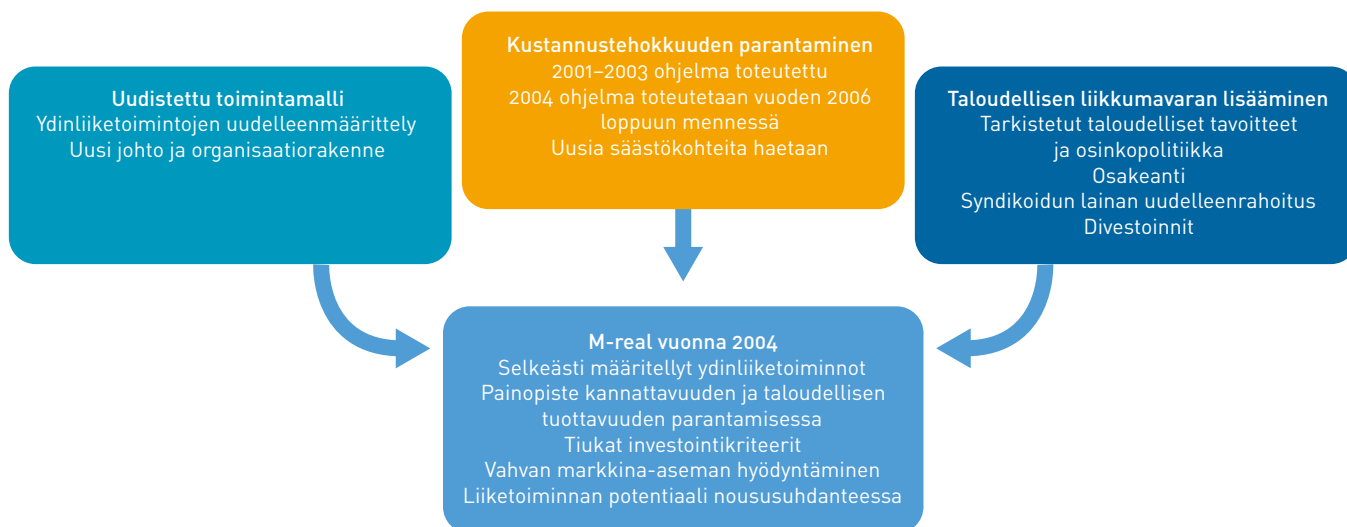 Uudistettu toimintamalli
Ydinliiketoimintojen uudelleenmäärittely
Uusi johto ja organisaatiorakenne
Kustannustehokkuuden parantaminen
2001–2003 ohjelma toteutettu
2004 ohjelma toteutetaan vuoden 2006
loppuun mennessä
Uusia säästökohteita haetaan
Taloudellisen liikkumavaran lisääminen
Tarkistetut taloudelliset tavoitteet
ja osinkopolitiikka
Osakeanti
Syndikoidun lainan uudelleenrahoitus
Divestoinnit
M-real vuonna 2004
Selkeästi määritellyt ydinliiketoiminnot
Painopiste kannattavuuden ja taloudellisen
tuottavuuden parantamisessa
Tiukat investointikriteerit
Vahvan markkina-aseman hyödyntäminen
Liiketoiminnan potentiaali noususuhdanteessa